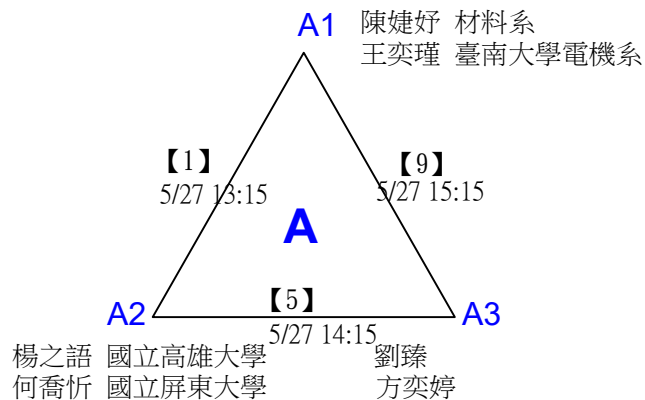 A1
陳婕妤 材料系
王奕瑾 臺南大學電機系
【1】
5/27 13:15
【9】
5/27 15:15
A
【5】
5/27 14:15
A2
A3
楊之語 國立高雄大學
何喬忻 國立屏東大學
劉臻
方奕婷